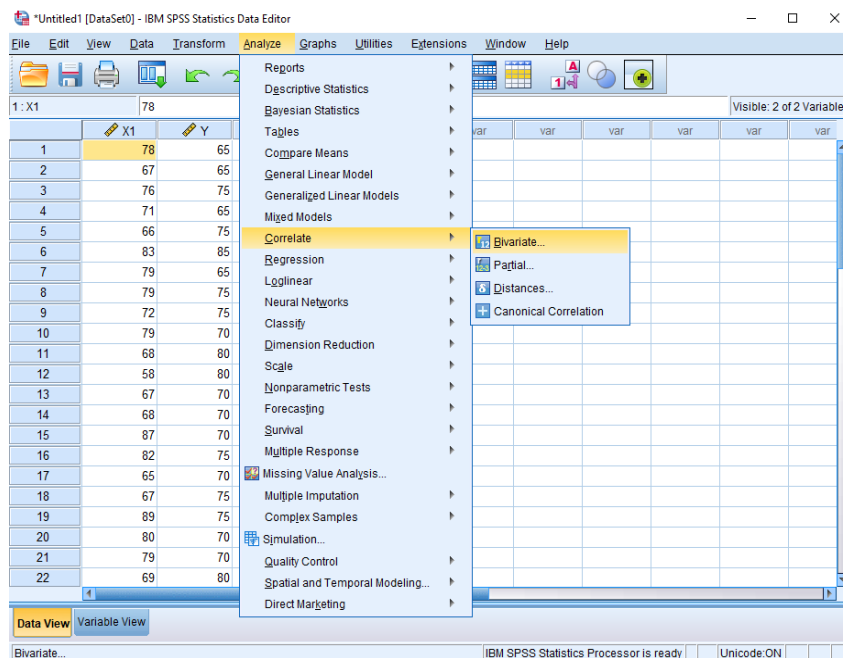 *Untitled1 [DataSet0] - IBM SPSS Statistics Data Editor
File Edit View Data Transform Analyze Graphs Utilities Extensions Window Help
1 : X1 78 Visible: 2 of 2 Variable
X1 Y var var var var var var
1 78 65
2 67 65
3 76 75
4 71 65
5 66 75
6 83 85
7 79 65
8 79 75
9 72 75
10 79 70
11 68 80
12 58 80
13 67 70
14 68 70
15 87 70
16 82 75
17 65 70
18 67 75
19 89 75
20 80 70
21 79 70
22 69 80
Reports
Descriptive Statistics
Bayesian Statistics
Tables
Compare Means
General Linear Model
Generalized Linear Models
Mixed Models
Correlate
Regression
Loglinear
Neural Networks
Classify
Dimension Reduction
Scale
Nonparametric Tests
Forecasting
Survival
Multiple Response
Missing Value Analysis...
Multiple Imputation
Complex Samples
Simulation...
Quality Control
Spatial and Temporal Modeling...
Direct Marketing
Bivariate...
Partial...
Distances...
Canonical Correlation
Data View Variable View
Bivariate... IBM SPSS Statistics Processor is ready Unicode:ON